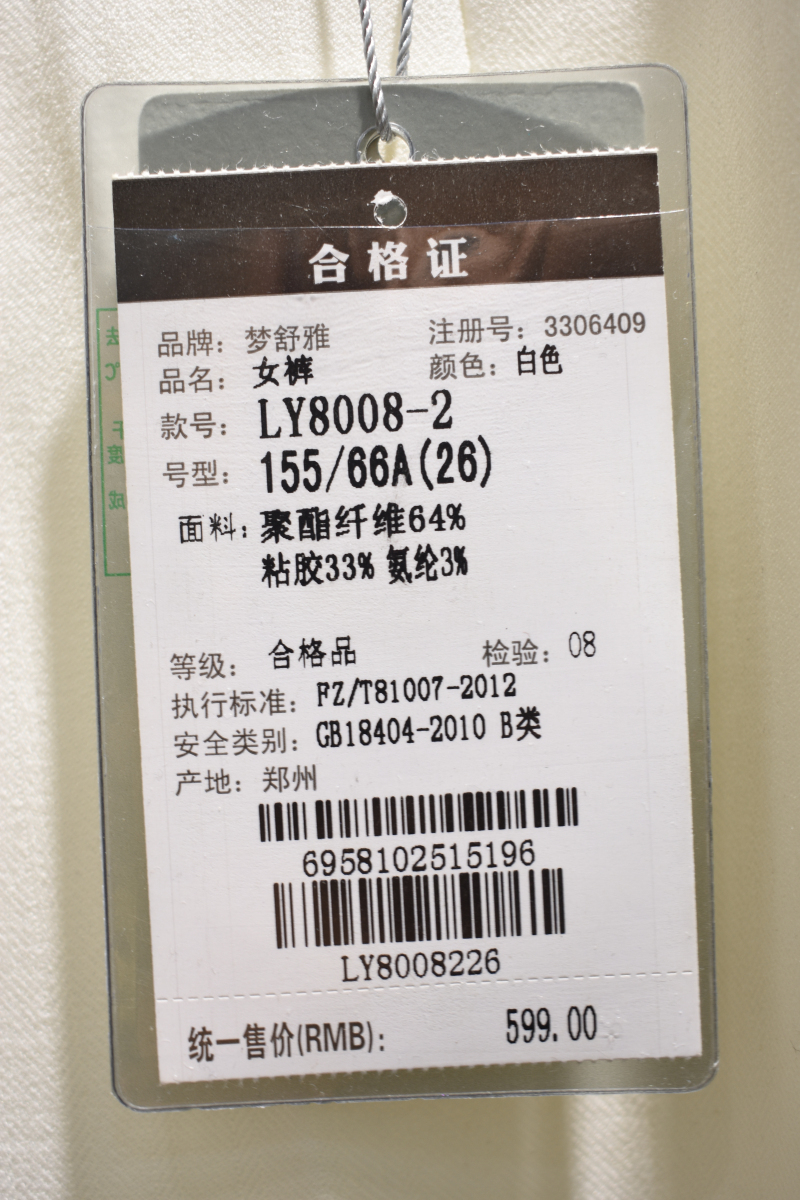 合格证
品牌：梦舒雅 注册号：3306409
品名：女裤 颜色：白色
款号：LY8008-2
号型：155/66A(26)
面料：聚酯纤维64%
粘胶33% 氨纶3%
等级：合格品 检验：08
执行标准：FZ/T81007-2012
安全类别：GB18404-2010 B类
产地：郑州
6958102515196
LY8008226
统一售价(RMB)：599.00